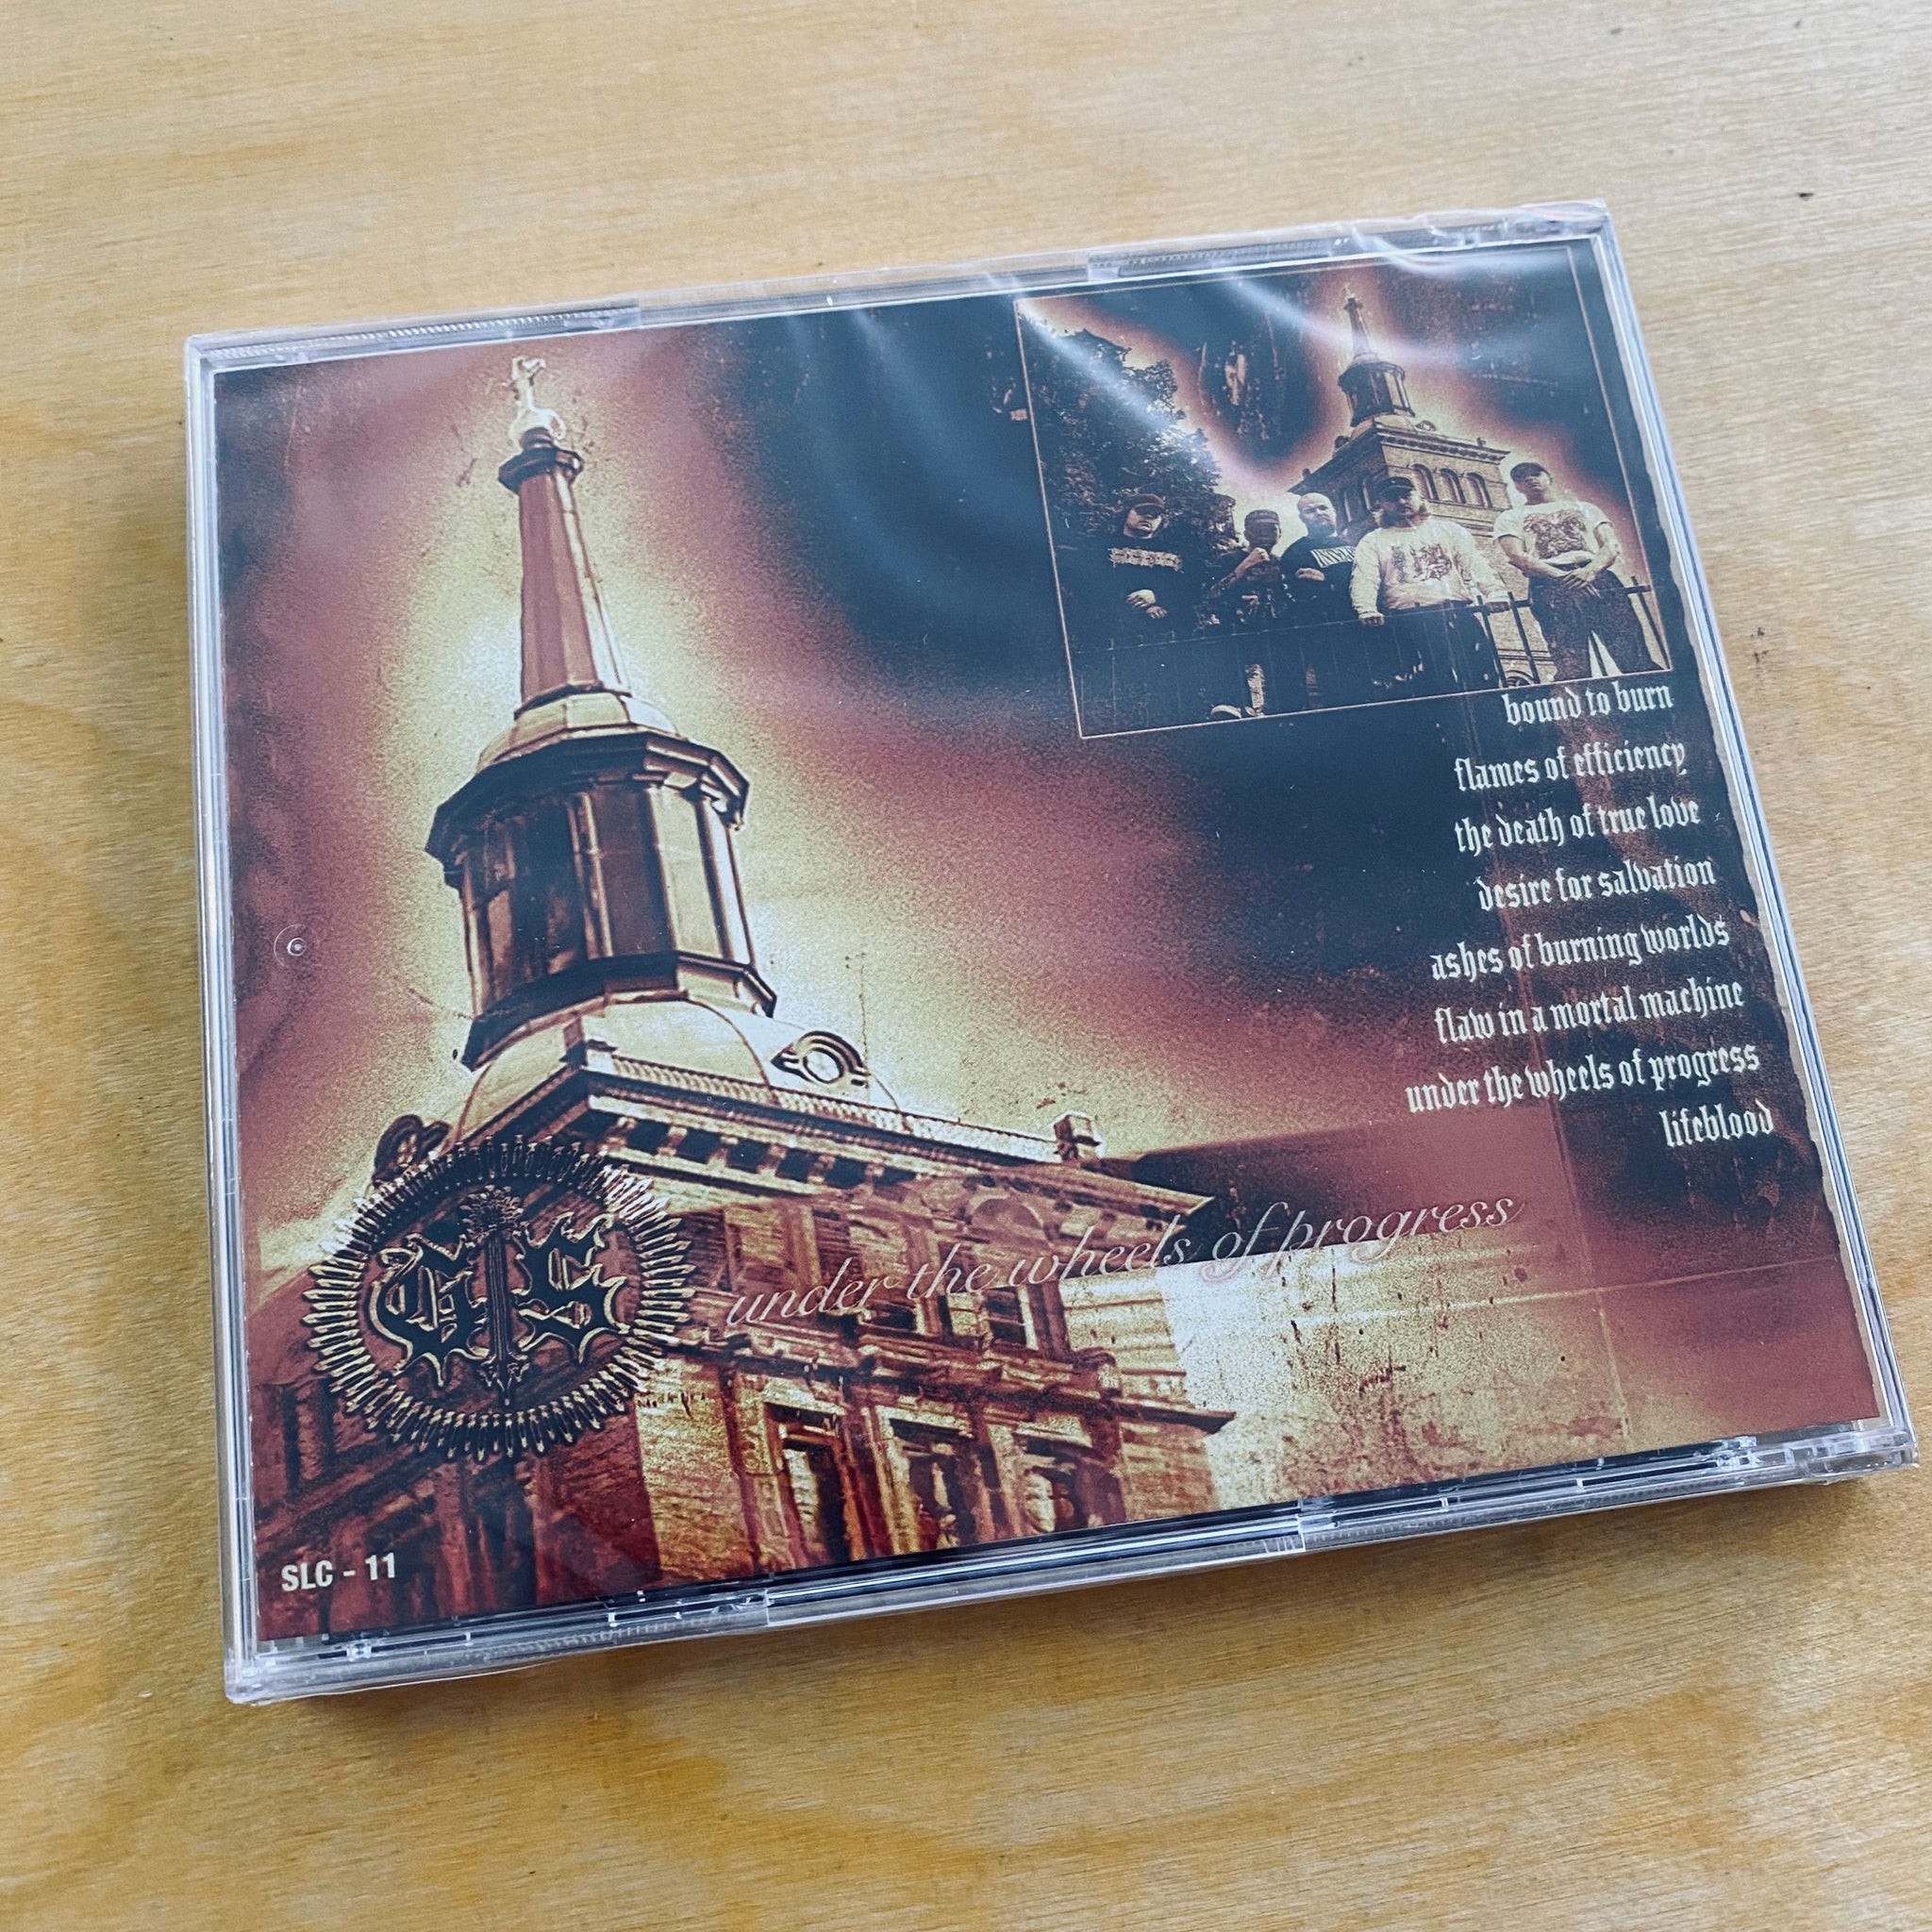 bound to burn
flames of efficiency
the death of true love
desire for salvation
ashes of burning worlds
flaw in a mortal machine
under the wheels of progress
lifeblood
under the wheels of progress
GS
SLC - 11